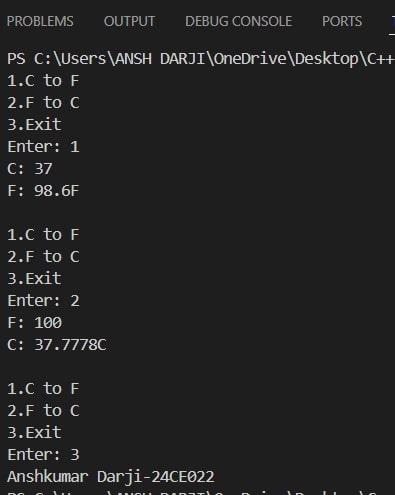 PROBLEMS OUTPUT DEBUG CONSOLE PORTS
PS C:\Users\ANSH DARJI\OneDrive\Desktop\C++
1.C to F
2.F to C
3.Exit
Enter: 1
C: 37
F: 98.6F
1.C to F
2.F to C
3.Exit
Enter: 2
F: 100
C: 37.7778C
1.C to F
2.F to C
3.Exit
Enter: 3
Anshkumar Darji-24CE022